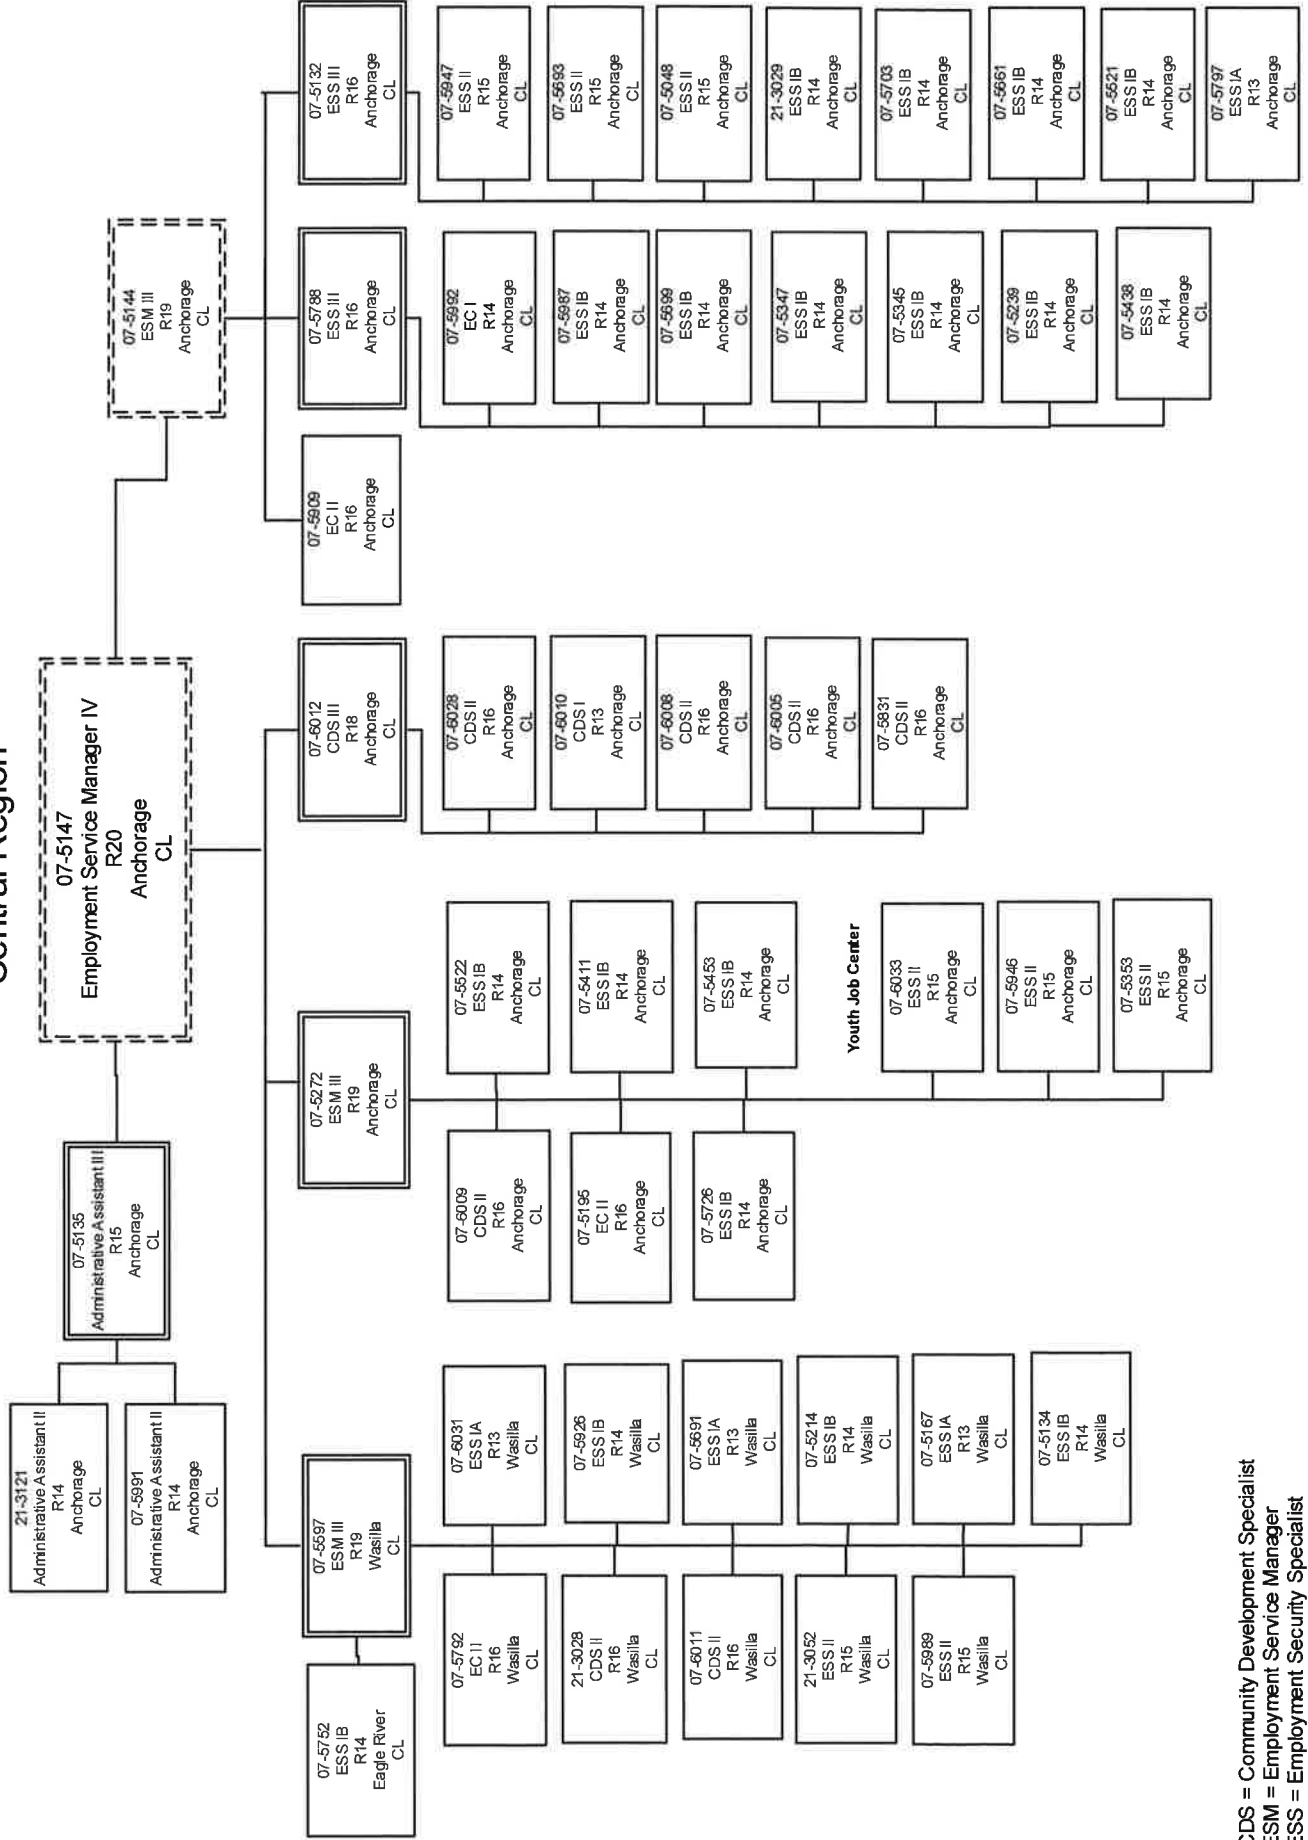 Central Region
07-5147
Employment Service Manager IV
R20
Anchorage
CL
21-3121
Administrative Assistant II
R14
Anchorage
CL
07-5991
Administrative Assistant II
R14
Anchorage
CL
07-5135
Administrative Assistant III
R15
Anchorage
CL
07-5144
ESM III
R19
Anchorage
CL
07-5752
ESS IB
R14
Eagle River
CL
07-5597
ESM III
R19
Wasilla
CL
07-5272
ESM III
R19
Anchorage
CL
07-6012
CDS III
R18
Anchorage
CL
07-5909
EC II
R16
Anchorage
CL
07-5788
ESS III
R16
Anchorage
CL
07-5132
ESS III
R16
Anchorage
CL
07-5792
EC II
R16
Wasilla
CL
21-3028
CDS II
R16
Wasilla
CL
07-6011
CDS II
R16
Wasilla
CL
21-3052
ESS II
R15
Wasilla
CL
07-5989
ESS II
R15
Wasilla
CL
07-6031
ESS IA
R13
Wasilla
CL
07-5926
ESS IB
R14
Wasilla
CL
07-5691
ESS IA
R13
Wasilla
CL
07-5214
ESS IB
R14
Wasilla
CL
07-5167
ESS IA
R13
Wasilla
CL
07-5134
ESS IB
R14
Wasilla
CL
07-6009
CDS II
R16
Anchorage
CL
07-5195
EC II
R16
Anchorage
CL
07-5726
ESS IB
R14
Anchorage
CL
07-5522
ESS IB
R14
Anchorage
CL
07-5411
ESS IB
R14
Anchorage
CL
07-5453
ESS IB
R14
Anchorage
CL
Youth Job Center
07-6033
ESS II
R15
Anchorage
CL
07-5946
ESS II
R15
Anchorage
CL
07-5353
ESS II
R15
Anchorage
CL
07-6028
CDS II
R16
Anchorage
CL
07-6010
CDS I
R13
Anchorage
CL
07-6008
CDS II
R16
Anchorage
CL
07-6005
CDS II
R16
Anchorage
CL
07-5831
CDS II
R16
Anchorage
CL
07-5992
EC I
R14
Anchorage
CL
07-5987
ESS IB
R14
Anchorage
CL
07-5699
ESS IB
R14
Anchorage
CL
07-5347
ESS IB
R14
Anchorage
CL
07-5345
ESS IB
R14
Anchorage
CL
07-5239
ESS IB
R14
Anchorage
CL
07-5438
ESS IB
R14
Anchorage
CL
07-5947
ESS II
R15
Anchorage
CL
07-5693
ESS II
R15
Anchorage
CL
07-5048
ESS II
R15
Anchorage
CL
21-3029
ESS IB
R14
Anchorage
CL
07-5703
ESS IB
R14
Anchorage
CL
07-5661
ESS IB
R14
Anchorage
CL
07-5521
ESS IB
R14
Anchorage
CL
07-5797
ESS IA
R13
Anchorage
CL
CDS = Community Development Specialist
ESM = Employment Service Manager
ESS = Employment Security Specialist